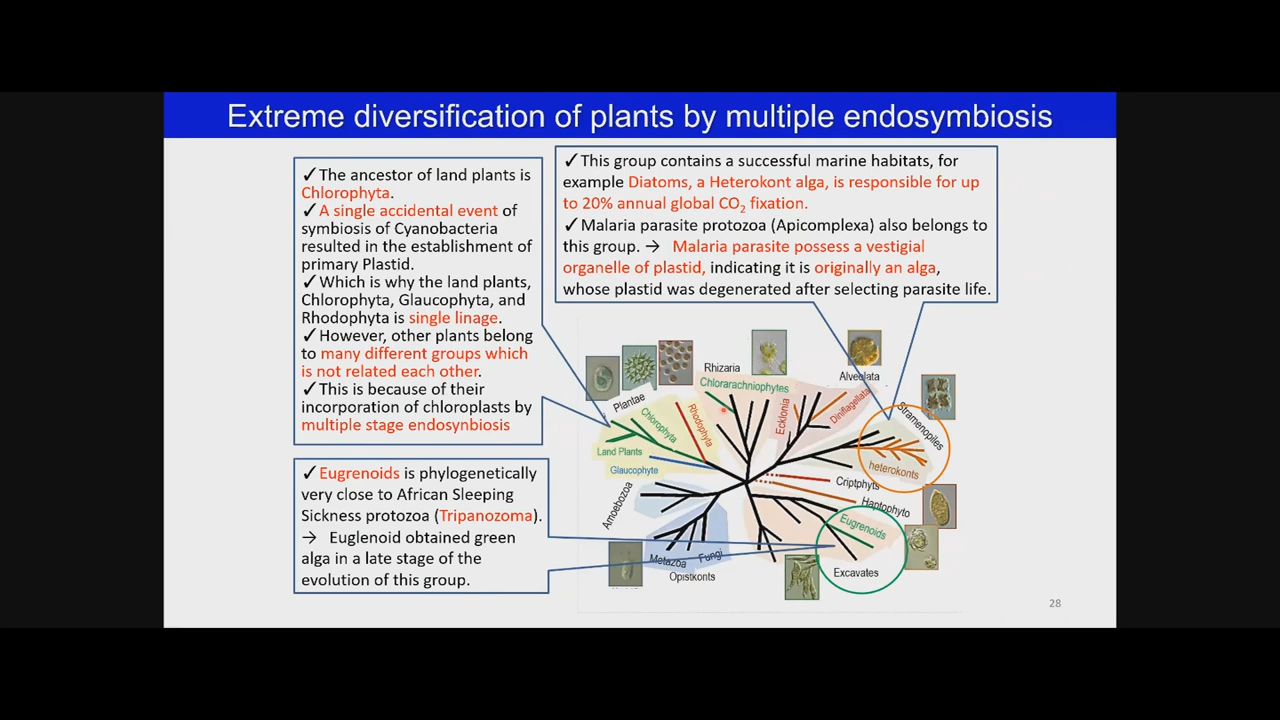 Extreme diversification of plants by multiple endosymbiosis
✓The ancestor of land plants is
Chlorophyta.
✓A single accidental event of
symbiosis of Cyanobacteria
resulted in the establishment of
primary Plastid.
✓Which is why the land plants,
Chlorophyta, Glaucophyta, and
Rhodophyta is single linage.
✓However, other plants belong
to many different groups which
is not related each other.
✓This is because of their
incorporation of chloroplasts by
multiple stage endosynbiosis
✓This group contains a successful marine habitats, for
example Diatoms, a Heterokont alga, is responsible for up
to 20% annual global CO2 fixation.
✓Malaria parasite protozoa (Apicomplexa) also belongs to
this group. → Malaria parasite possess a vestigial
organelle of plastid, indicating it is originally an alga,
whose plastid was degenerated after selecting parasite life.
✓ Eugrenoids is phylogenetically
very close to African Sleeping
Sickness protozoa (Tripanozoma).
→ Euglenoid obtained green
alga in a late stage of the
evolution of this group.
Plantae
Land Plants
Chlorophyta
Rhodophyta
Glaucophyte
Rhizaria
Chlorarachniophytes
Ecklonia
Alveolata
Diniflagellata
Stramenopiles
heterokonts
Criptphyts
Haptophyto
Eugrenoids
Excavates
Amoebozoa
Metazoa
Fungi
Opistkonts
28